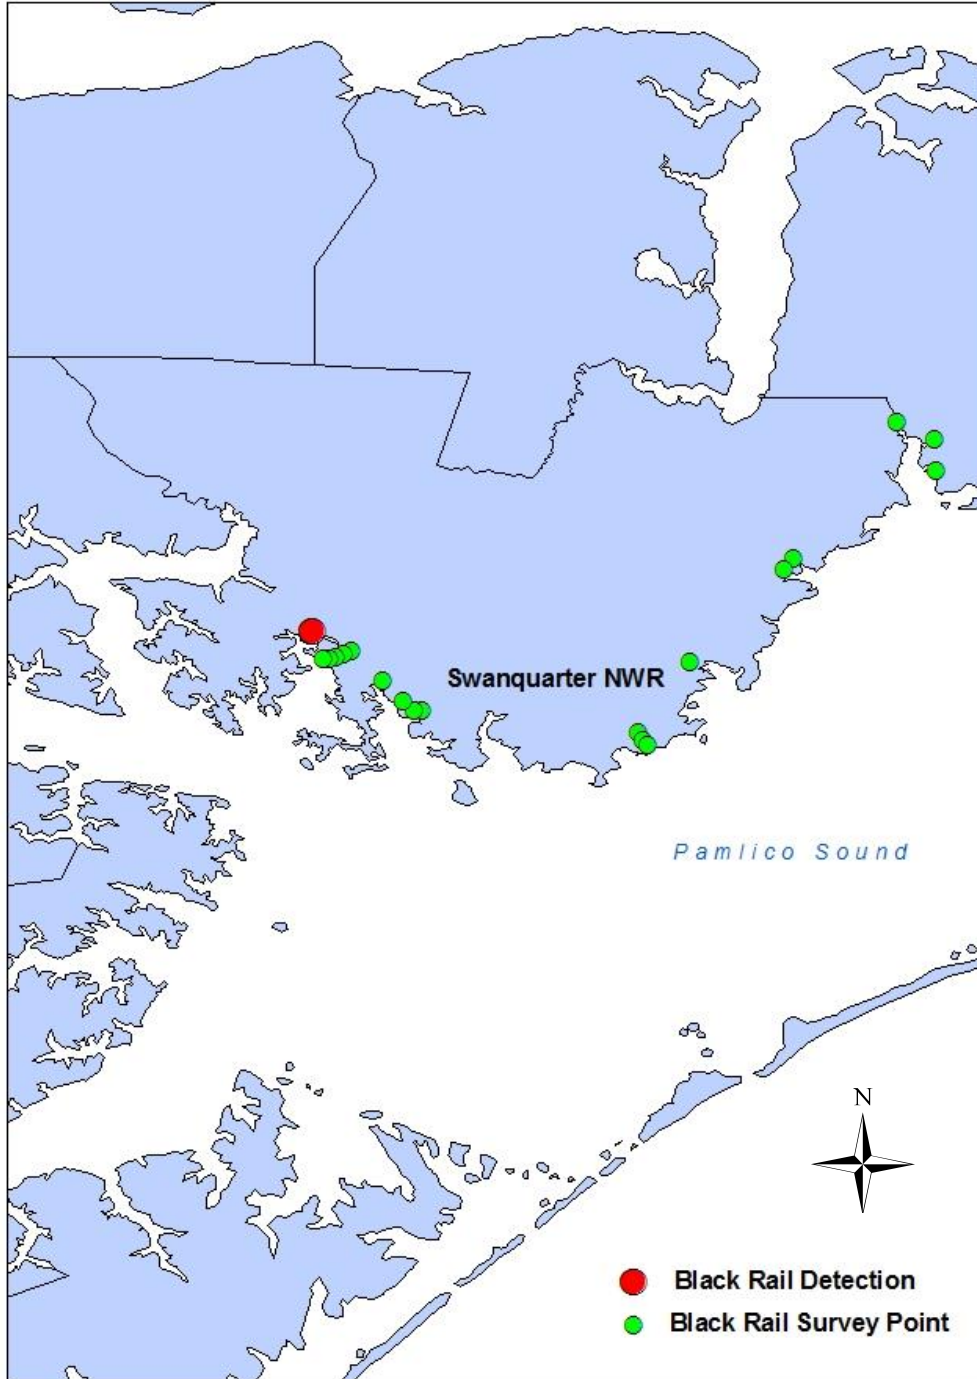 Swanquarter NWR
Pamlico Sound
N
Black Rail Detection
Black Rail Survey Point